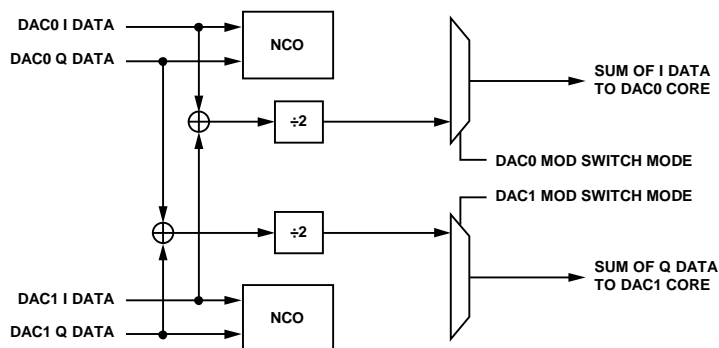 DAC0 I DATA
NCO
DAC0 Q DATA
SUM OF I DATA
TO DAC0 CORE
÷2
DAC0 MOD SWITCH MODE
DAC1 MOD SWITCH MODE
÷2
SUM OF Q DATA
TO DAC1 CORE
DAC1 I DATA
NCO
DAC1 Q DATA